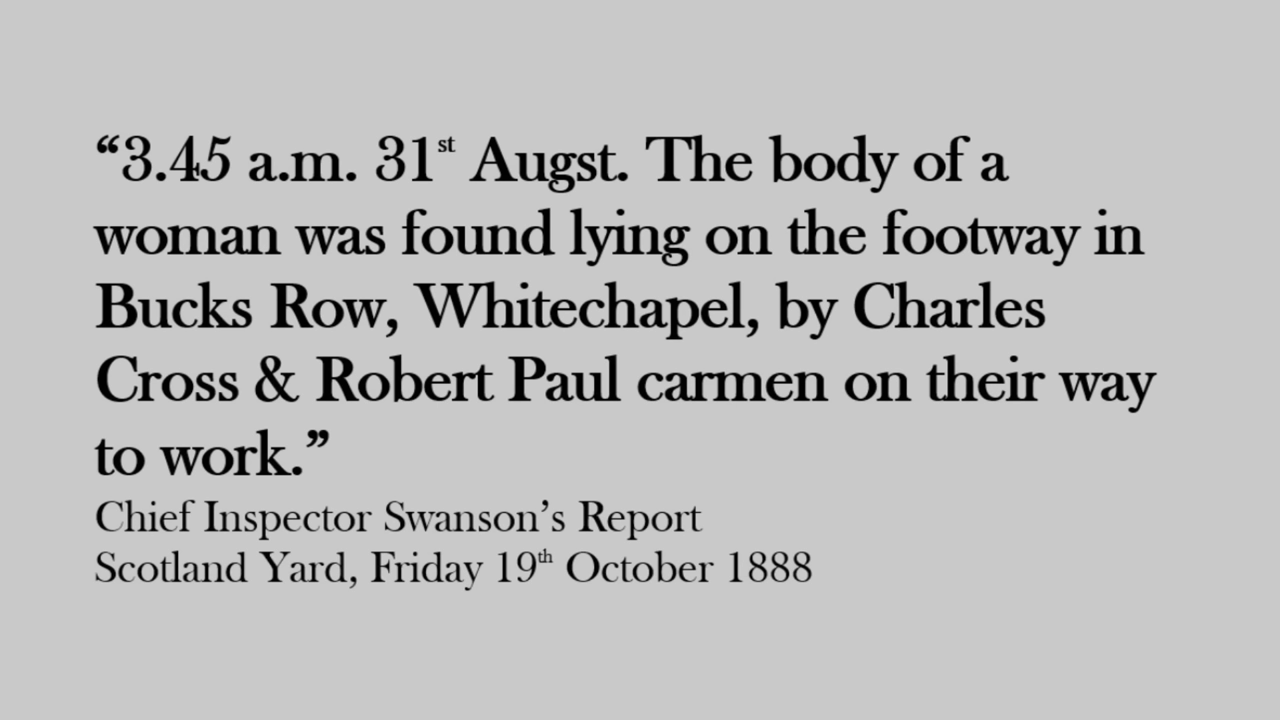 “3.45 a.m. 31st Augst. The body of a
woman was found lying on the footway in
Bucks Row, Whitechapel, by Charles
Cross & Robert Paul carmen on their way
to work.”
Chief Inspector Swanson’s Report
Scotland Yard, Friday 19th October 1888